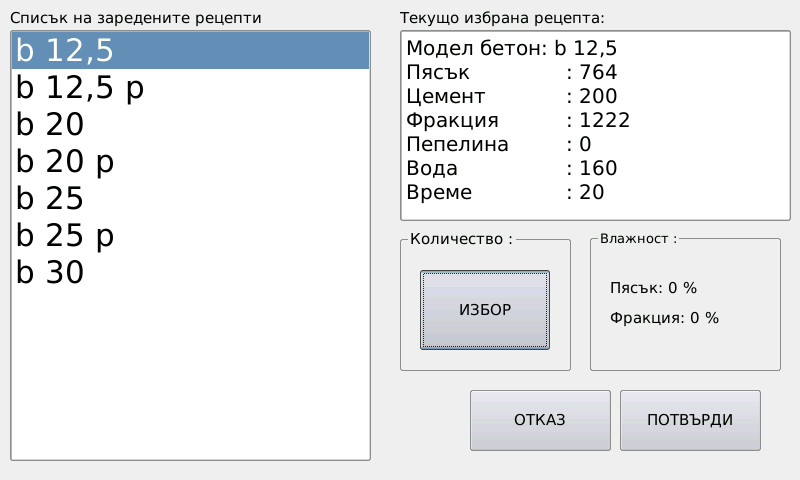 Списък на заредените рецепти
b 12,5
b 12,5 p
b 20
b 20 p
b 25
b 25 p
b 30
Текущо избрана рецепта:
Модел бетон: b 12,5
Пясък : 764
Цемент : 200
Фракция : 1222
Пепелина : 0
Вода : 160
Време : 20
Количество :
ИЗБОР
Влажност :
Пясък: 0 %
Фракция: 0 %
ОТКАЗ
ПОТВЪРДИ